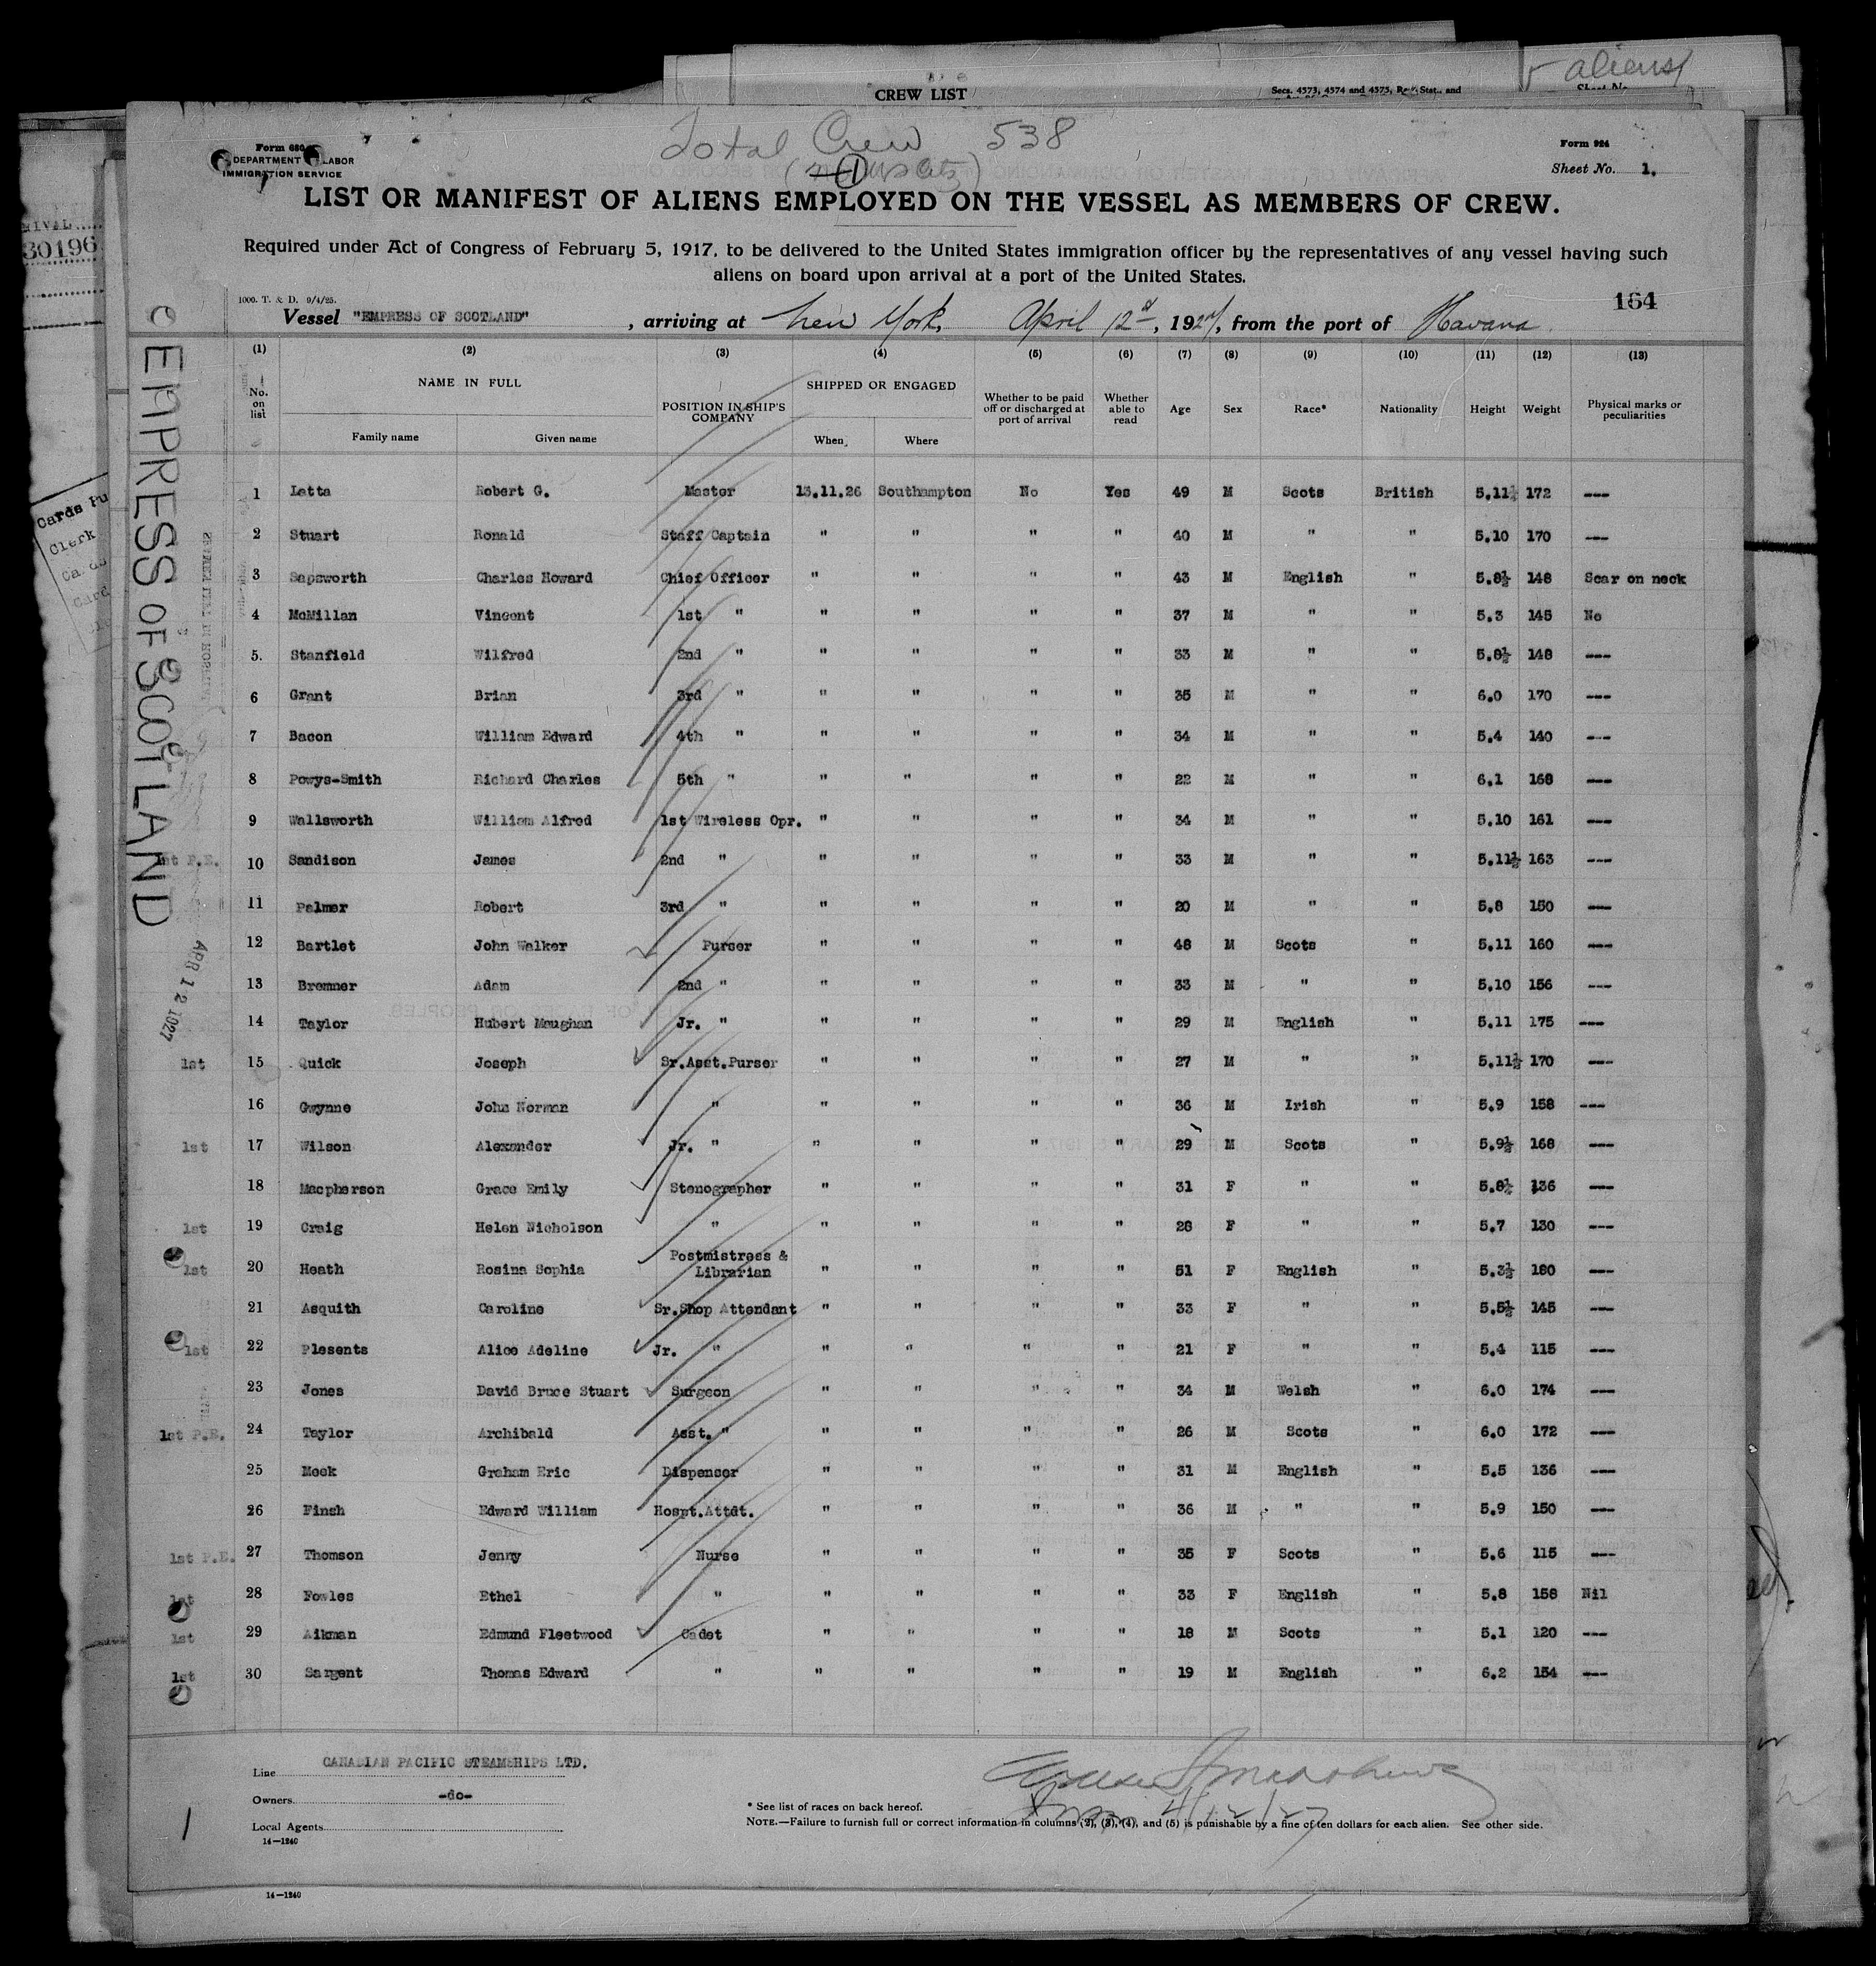 aliens
CREW LIST
Secs. 4573, 4574 and 4575, Rev. Stat., and
Total Crew 538
Form 680
DEPARTMENT LABOR
IMMIGRATION SERVICE
Form 924
Sheet No. 1.
LIST OR MANIFEST OF ALIENS EMPLOYED ON THE VESSEL AS MEMBERS OF CREW.
Required under Act of Congress of February 5, 1917, to be delivered to the United States immigration officer by the representatives of any vessel having such
aliens on board upon arrival at a port of the United States.
30196
1000. T. & D. 9/4/25.
164
Vessel "EMPRESS OF SCOTLAND", arriving at New York, April 12, 1927, from the port of Havana
EMPRESS OF SCOTLAND
APR 12 1927
(1) (2) (3) (4) (5) (6) (7) (8) (9) (10) (11) (12) (13)
No. on list NAME IN FULL Family name Given name POSITION IN SHIP'S COMPANY SHIPPED OR ENGAGED When Where Whether to be paid off or discharged at port of arrival Whether able to read Age Sex Race* Nationality Height Weight Physical marks or peculiarities
1 Latta Robert G. Master 13.11.26 Southampton No Yes 49 M Scots British 5.11½ 172 ---
2 Stuart Ronald Staff Captain " " " " 40 M " " 5.10 170 ---
3 Sapsworth Charles Howard Chief Officer " " " " 43 M English " 5.8½ 148 Scar on neck
4 McMillan Vincent 1st " " " " " 37 M " " 5.3 145 No
5. Stanfield Wilfred 2nd " " " " " 33 M " " 5.8½ 148 ---
6 Grant Brian 3rd " " " " " 35 M " " 6.0 170 ---
7 Bacon William Edward 4th " " " " " 34 M " " 5.4 140 ---
8 Powys-Smith Richard Charles 5th " " " " " 22 M " " 6.1 168 ---
9 Wallsworth William Alfred 1st Wireless Opr. " " " " 34 M " " 5.10 161 ---
1st P.E. 10 Sandison James 2nd " " " " " 33 M " " 5.11½ 163 ---
11 Palmer Robert 3rd " " " " " 20 M " " 5.8 150 ---
12 Bartlet John Walker Purser " " " " 48 M Scots " 5.11 160 ---
13 Bremner Adam 2nd " " " " " 33 M " " 5.10 156 ---
14 Taylor Hubert Maughan Jr. " " " " " 29 M English " 5.11 175 ---
1st 15 Quick Joseph Sr.Asst.Purser " " " " 27 M " " 5.11½ 170 ---
16 Gwynne John Norman " " " " " 36 M Irish " 5.9 158 ---
1st 17 Wilson Alexander Jr. " " " " " 29 M Scots " 5.9½ 168 ---
18 Macpherson Grace Emily Stenographer " " " " 31 F " " 5.8½ 136 ---
1st 19 Craig Helen Nicholson " " " " " 28 F " " 5.7 130 ---
1st 20 Heath Rosina Sophia Postmistress & Librarian " " " " 51 F English " 5.3½ 180 ---
21 Asquith Caroline Sr.Shop Attendant " " " " 33 F " " 5.5½ 145 ---
1st 22 Plesents Alice Adeline Jr. " " " " " 21 F " " 5.4 115 ---
23 Jones David Bruce Stuart Surgeon " " " " 34 M Welsh " 6.0 174 ---
1st P.E. 24 Taylor Archibald Asst. " " " " " 26 M Scots " 6.0 172 ---
25 Meek Graham Eric Dispenser " " " " 31 M English " 5.5 136 ---
26 Finsh Edward William Hospt.Attdt. " " " " 36 M " " 5.9 150 ---
1st P.E. 27 Thomson Jenny Nurse " " " " 35 F Scots " 5.6 115 ---
1st 28 Fowles Ethel " " " " " 33 F English " 5.8 158 Nil
1st 29 Aikman Edmund Fleetwood Cadet " " " " 18 M Scots " 5.1 120 ---
1st 30 Sargent Thomas Edward " " " " " 19 M English " 6.2 154 ---
Line CANADIAN PACIFIC STEAMSHIPS LTD.
Owners -do-
Local Agents
14—1240
4/12/27
* See list of races on back hereof.
NOTE.—Failure to furnish full or correct information in columns (2), (3), (4), and (5) is punishable by a fine of ten dollars for each alien. See other side.
1
14—1240